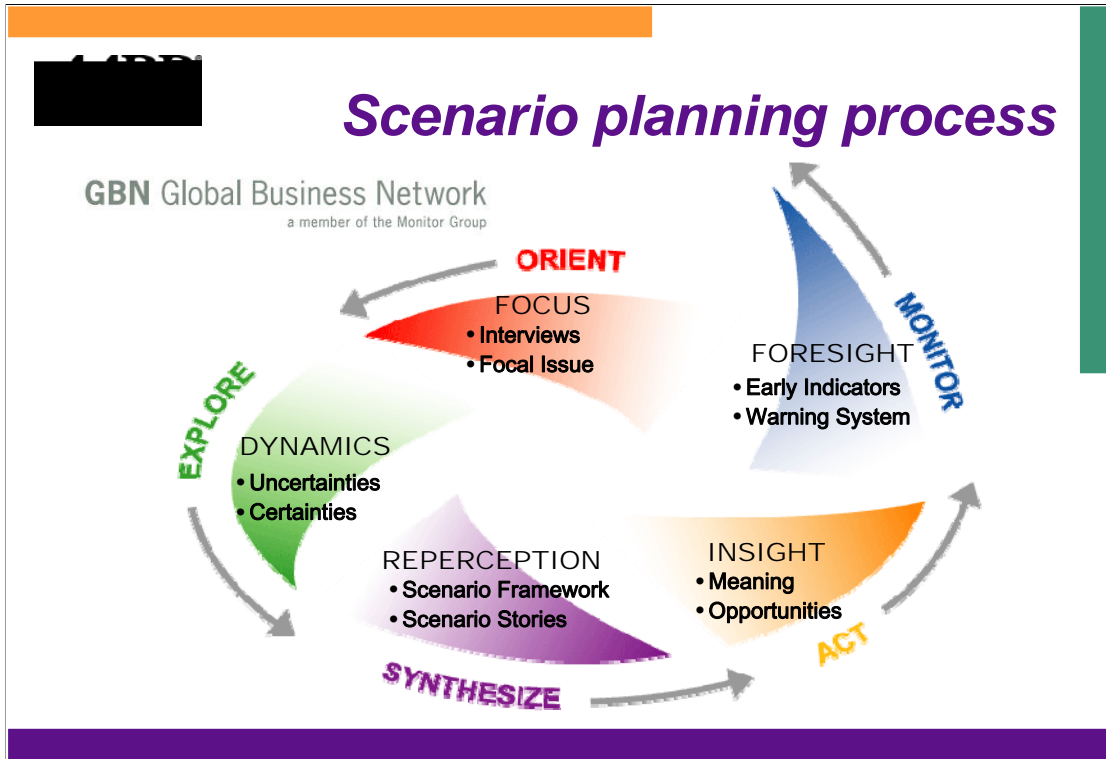 Scenario planning process
GBN Global Business Network
a member of the Monitor Group
ORIENT
FOCUS
• Interviews
• Focal Issue
EXPLORE
DYNAMICS
• Uncertainties
• Certainties
REPERCEPTION
• Scenario Framework
• Scenario Stories
SYNTHESIZE
INSIGHT
• Meaning
• Opportunities
ACT
FORESIGHT
• Early Indicators
• Warning System
MONITOR